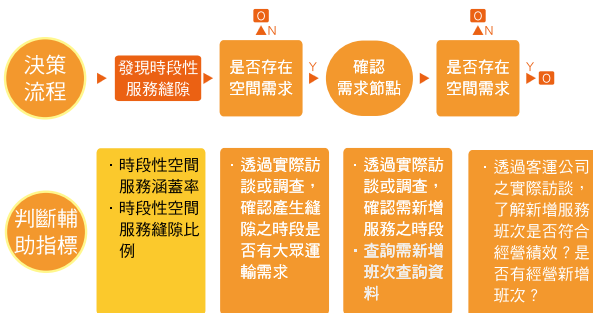 O
O
N
N
決策
流程
發現時段性
服務縫隙
是否存在
空間需求
Y
確認
需求節點
是否存在
空間需求
Y
O
判斷輔
助指標
·時段性空間
服務涵蓋率
·時段性空間
服務縫隙比
例
·透過實際訪
談或調查，
確認產生縫
隙之時段是
否有大眾運
輸需求
·透過實際訪
談或調查，
確認需新增
服務之時段
·查詢需新增
班次查詢資
料
·透過客運公司
之實際訪談，
了解新增服務
班次是否符合
經營績效？是
否有經營新增
班次？